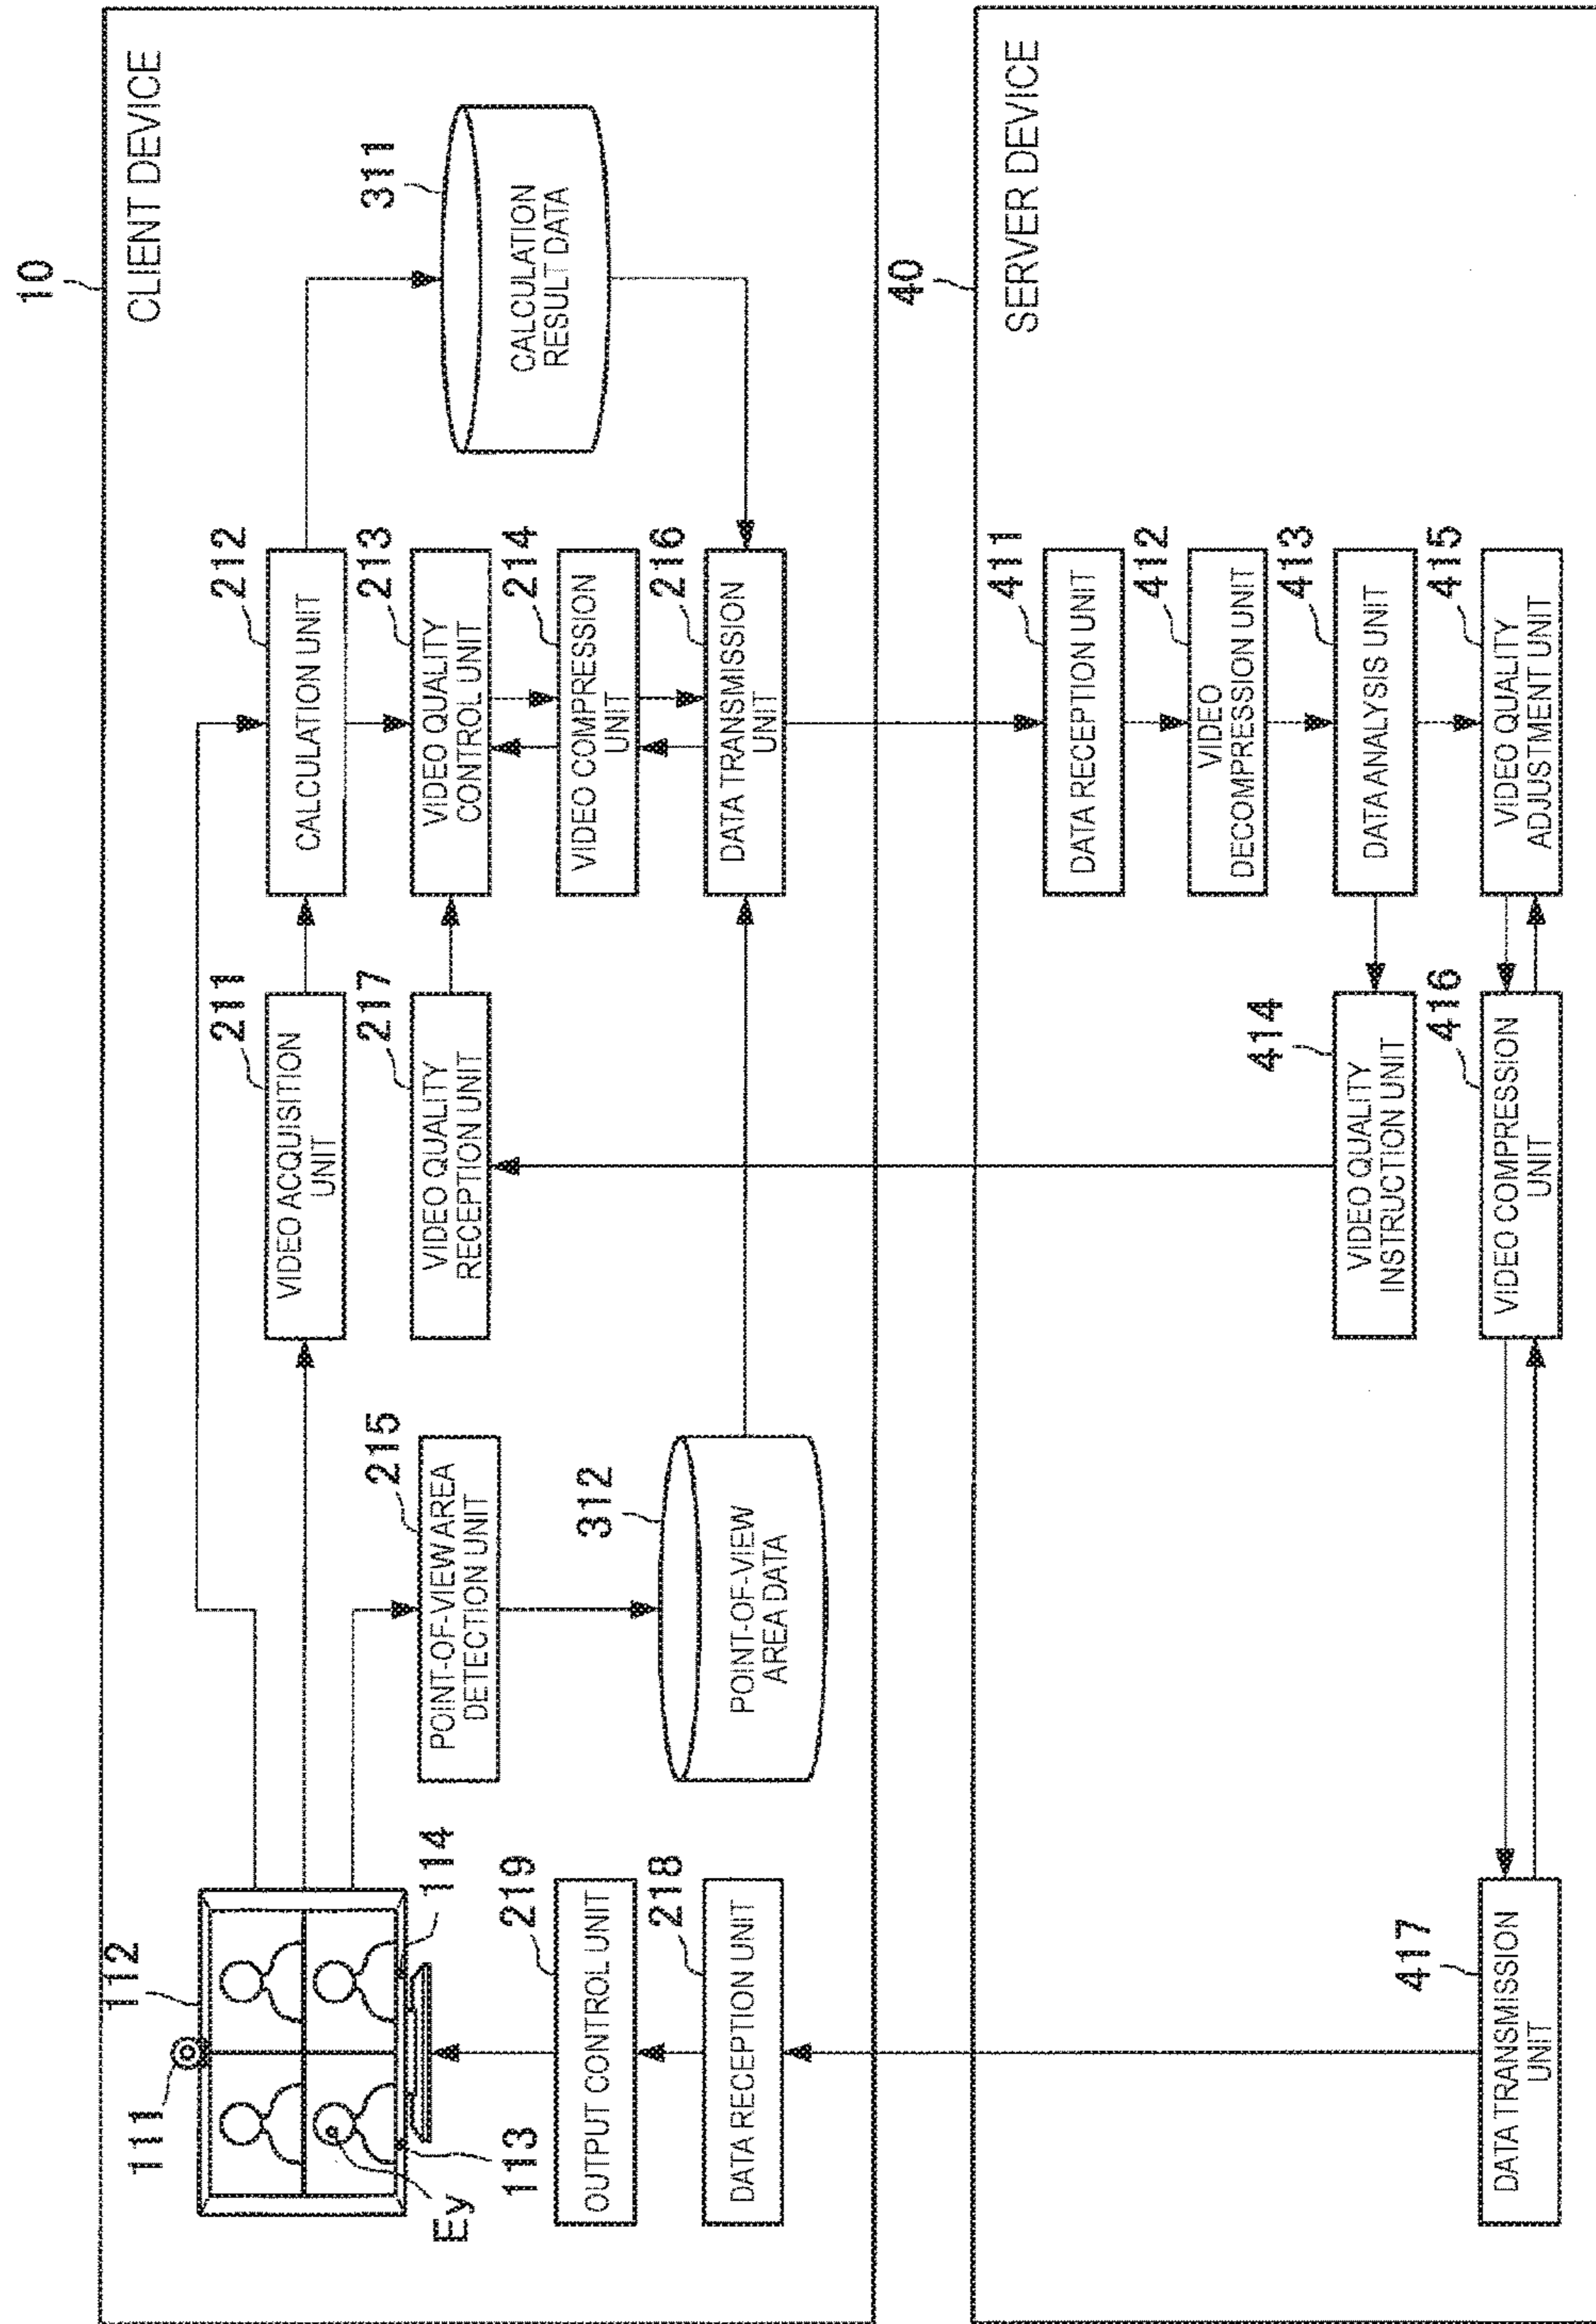 10
CLIENT DEVICE
111
112
Ey
113
114
211
VIDEO ACQUISITION
UNIT
212
CALCULATION UNIT
311
CALCULATION
RESULT DATA
215
POINT-OF-VIEW AREA
DETECTION UNIT
217
VIDEO QUALITY
RECEPTION UNIT
213
VIDEO QUALITY
CONTROL UNIT
219
OUTPUT CONTROL UNIT
214
VIDEO COMPRESSION
UNIT
218
DATA RECEPTION UNIT
312
POINT-OF-VIEW
AREA DATA
216
DATA TRANSMISSION
UNIT
40
SERVER DEVICE
411
DATA RECEPTION UNIT
412
VIDEO
DECOMPRESSION UNIT
414
VIDEO QUALITY
INSTRUCTION UNIT
413
DATA ANALYSIS UNIT
417
DATA TRANSMISSION
UNIT
416
VIDEO COMPRESSION
UNIT
415
VIDEO QUALITY
ADJUSTMENT UNIT